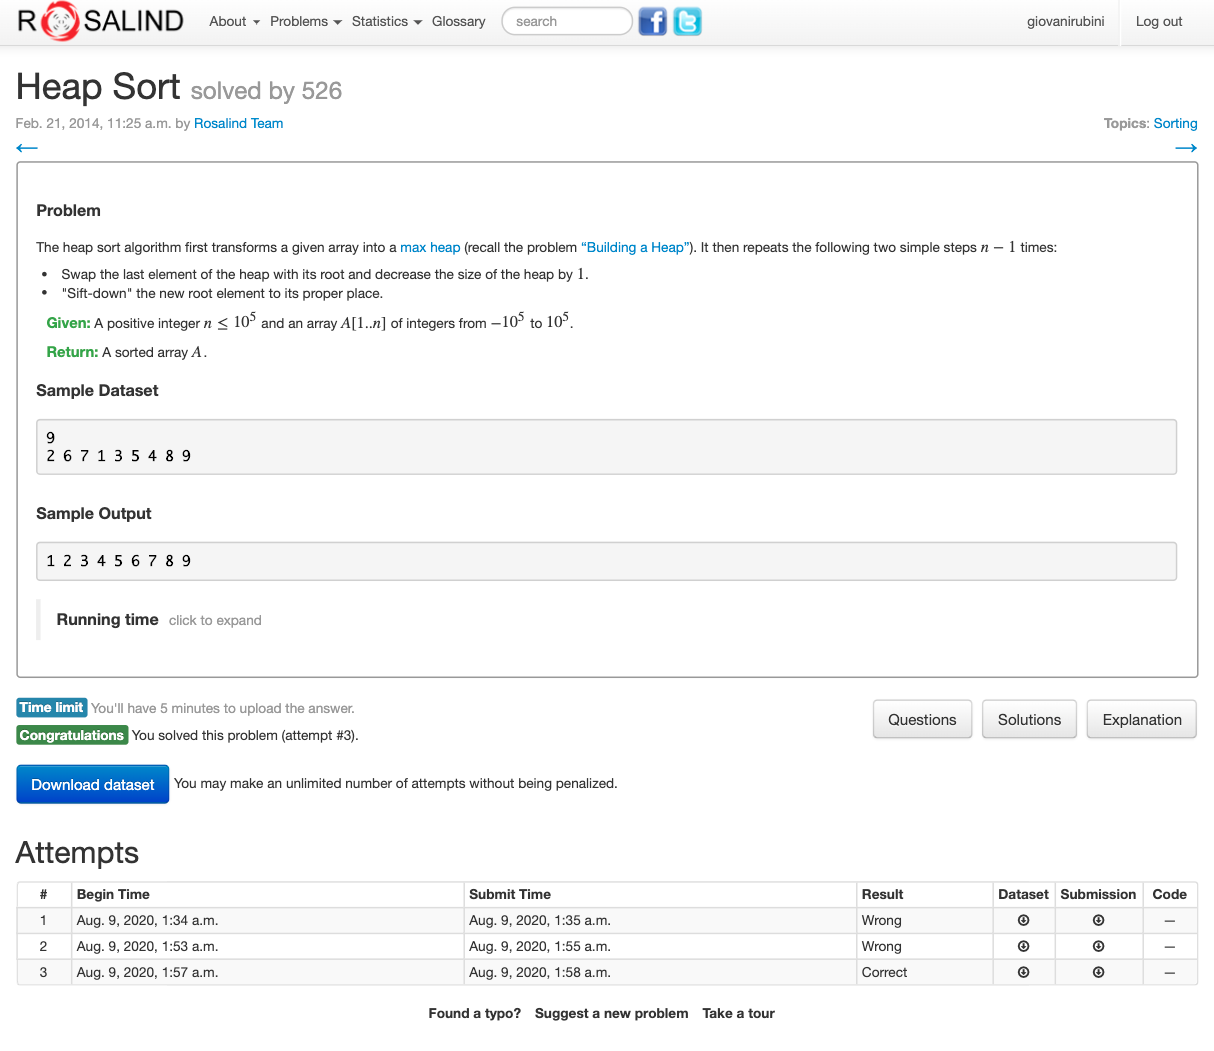 ROSALIND About Problems Statistics Glossary search giovanirubini Log out
Heap Sort solved by 526
Feb. 21, 2014, 11:25 a.m. by Rosalind Team Topics: Sorting
← →
Problem
The heap sort algorithm first transforms a given array into a max heap (recall the problem “Building a Heap”). It then repeats the following two simple steps n − 1 times:
• Swap the last element of the heap with its root and decrease the size of the heap by 1.
• "Sift-down" the new root element to its proper place.
Given: A positive integer n ≤ 10⁵ and an array A[1..n] of integers from −10⁵ to 10⁵.
Return: A sorted array A.
Sample Dataset
9
2 6 7 1 3 5 4 8 9
Sample Output
1 2 3 4 5 6 7 8 9
Running time click to expand
Time limit You'll have 5 minutes to upload the answer.
Congratulations You solved this problem (attempt #3).
Questions Solutions Explanation
Download dataset You may make an unlimited number of attempts without being penalized.
Attempts
# Begin Time Submit Time Result Dataset Submission Code
1 Aug. 9, 2020, 1:34 a.m. Aug. 9, 2020, 1:35 a.m. Wrong —
2 Aug. 9, 2020, 1:53 a.m. Aug. 9, 2020, 1:55 a.m. Wrong —
3 Aug. 9, 2020, 1:57 a.m. Aug. 9, 2020, 1:58 a.m. Correct —
Found a typo? Suggest a new problem Take a tour